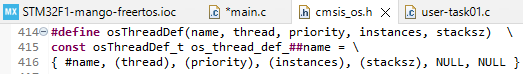 MX STM32F1-mango-freertos.ioc
.c *main.c
.h cmsis_os.h
.c user-task01.c
414 #define osThreadDef(name, thread, priority, instances, stacksz) \
415 const osThreadDef_t os_thread_def_##name = \
416 { #name, (thread), (priority), (instances), (stacksz), NULL, NULL }